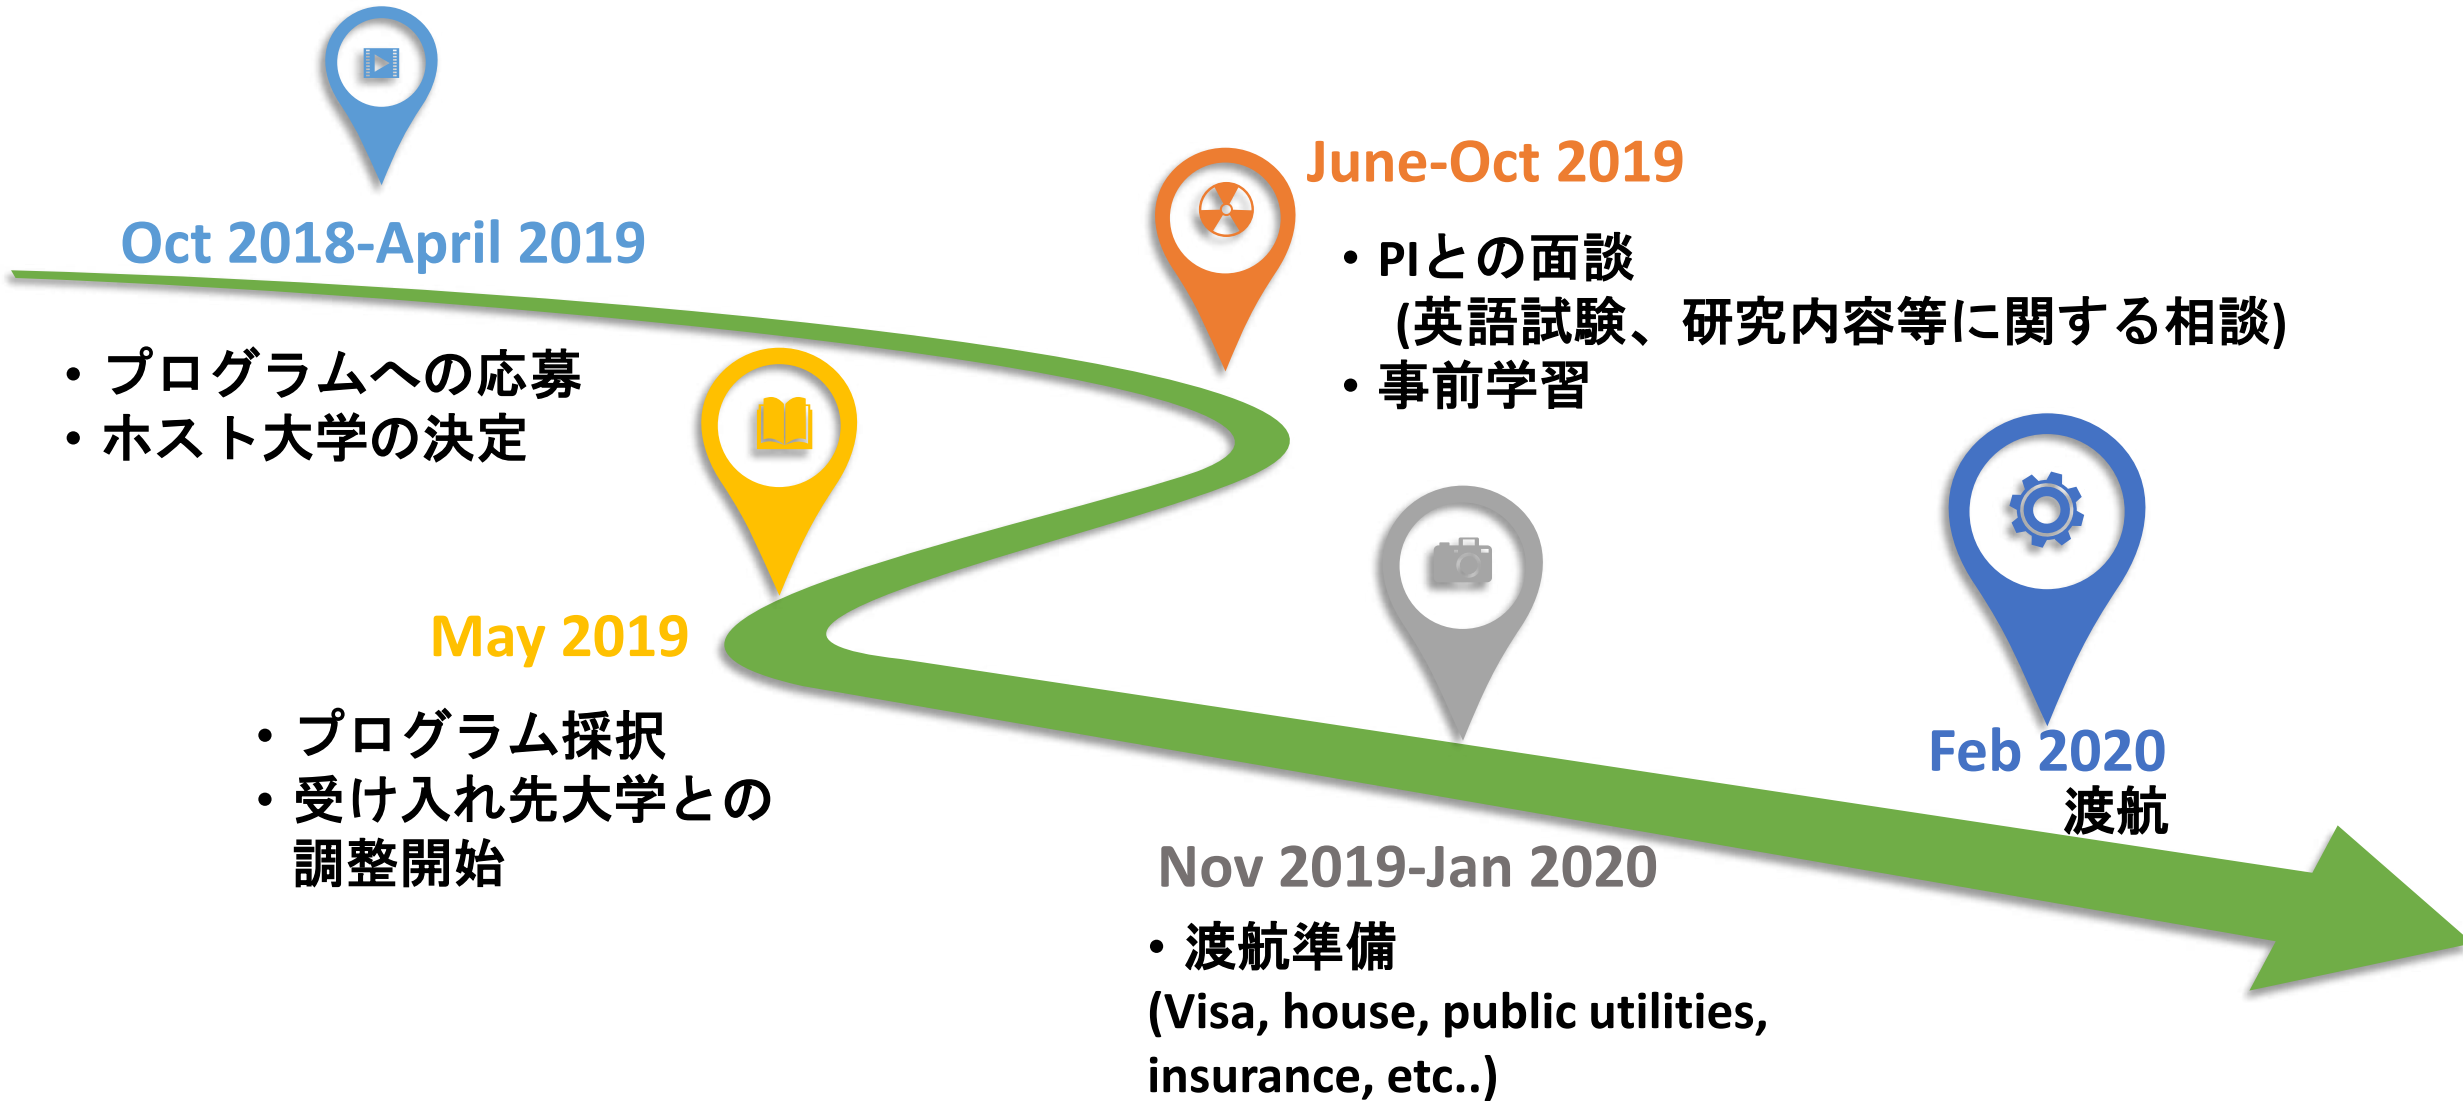 Oct 2018-April 2019
・プログラムへの応募
・ホスト大学の決定
May 2019
・プログラム採択
・受け入れ先大学との
調整開始
June-Oct 2019
・PIとの面談
(英語試験、研究内容等に関する相談)
・事前学習
Nov 2019-Jan 2020
・渡航準備
(Visa, house, public utilities,
insurance, etc..)
Feb 2020
渡航